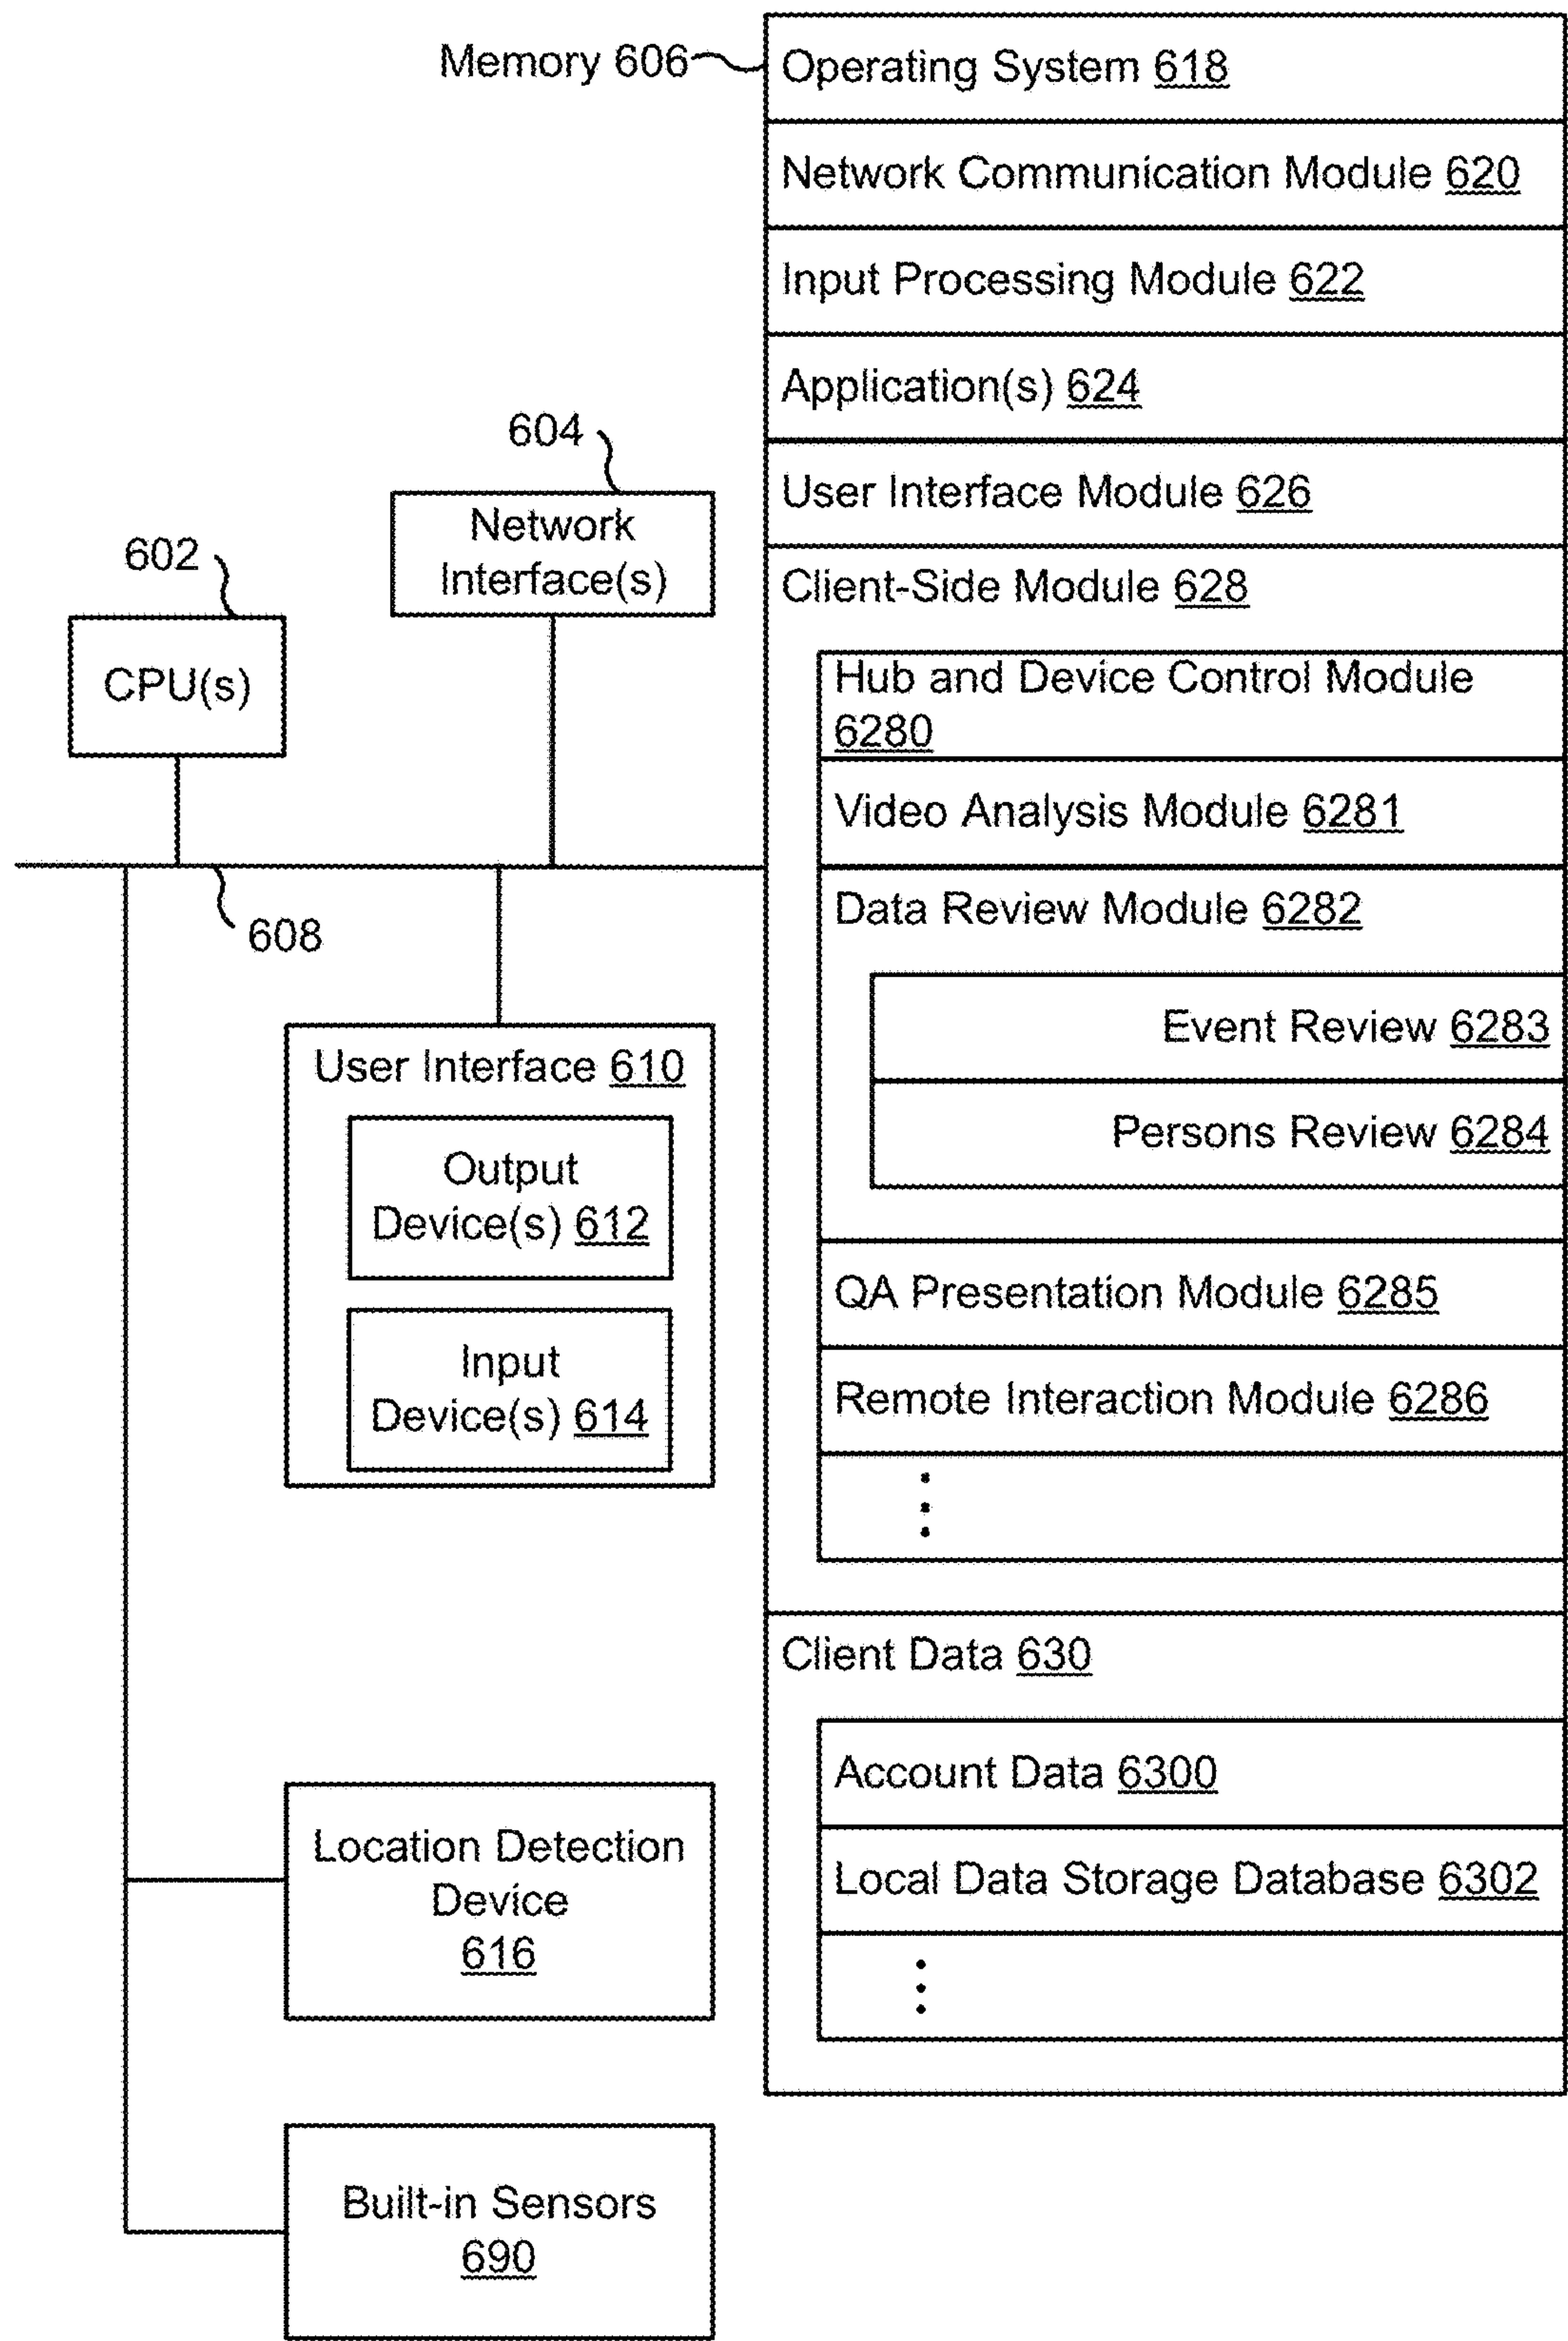 Memory 606
Operating System 618
Network Communication Module 620
Input Processing Module 622
Application(s) 624
User Interface Module 626
Client-Side Module 628
Hub and Device Control Module
6280
Video Analysis Module 6281
Data Review Module 6282
Event Review 6283
Persons Review 6284
QA Presentation Module 6285
Remote Interaction Module 6286
Client Data 630
Account Data 6300
Local Data Storage Database 6302
604
Network
Interface(s)
602
CPU(s)
608
User Interface 610
Output
Device(s) 612
Input
Device(s) 614
Location Detection
Device
616
Built-in Sensors
690